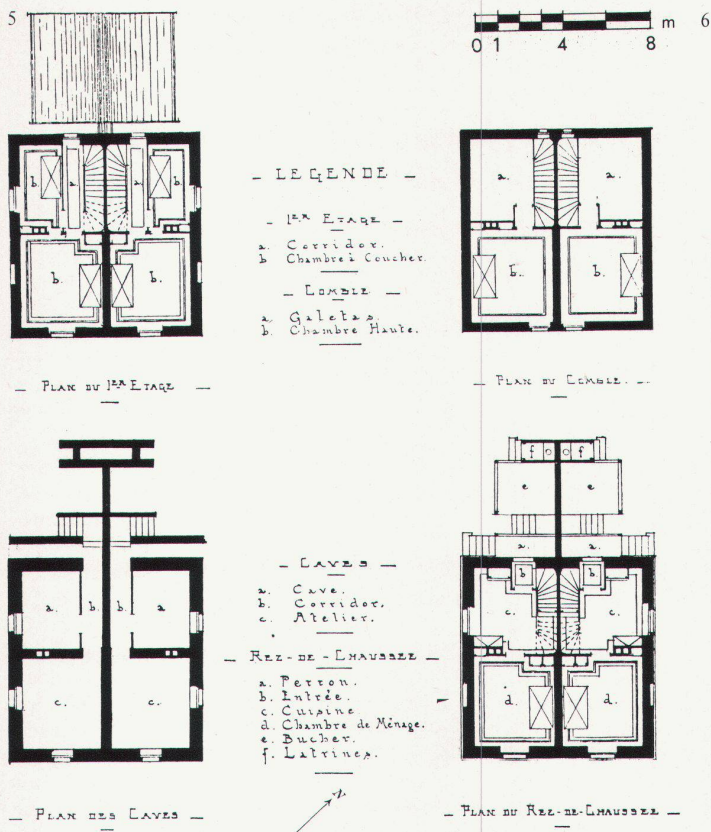 5
m 6
0 1 4 8
b. a a b.
b. b.
_ LEGENDE _
_ 1ER ETAGE _
a. Corridor.
b Chambre à Coucher.
_ COMBLE _
a. Galetas.
b. Chambre Haute.
a. a.
b. b.
_ PLAN DU 1ER ETAGE _
_ PLAN DU COMBLE. _
a. b. b. a
c. c.
_ CAVES _
a. Cave.
b. Corridor.
c. Atelier.
_ REZ-DE-CHAUSSEE _
a. Perron.
b. Entrée.
c. Cuisine
d. Chambre de Ménage.
e. Bucher.
f. Latrines.
f f
e e
a. a.
b b
c. c.
d. d.
N
_ PLAN DES CAVES _
_ PLAN DU REZ-DE-CHAUSSEE _